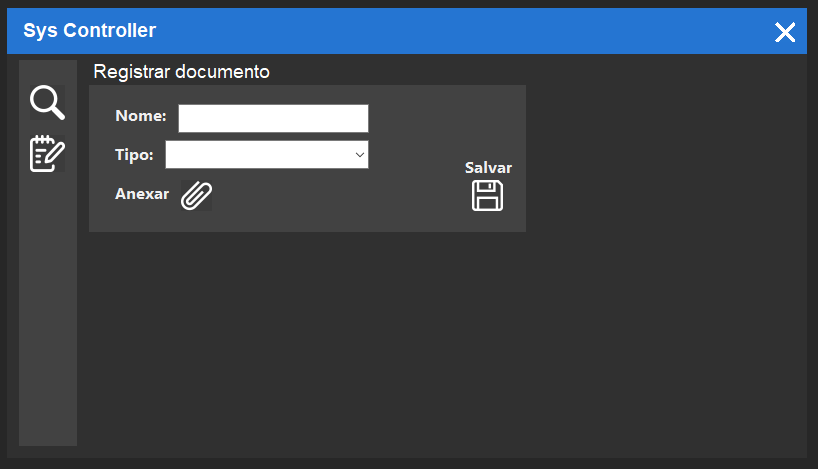 Sys Controller
Registrar documento
Nome:
Tipo:
Anexar
Salvar